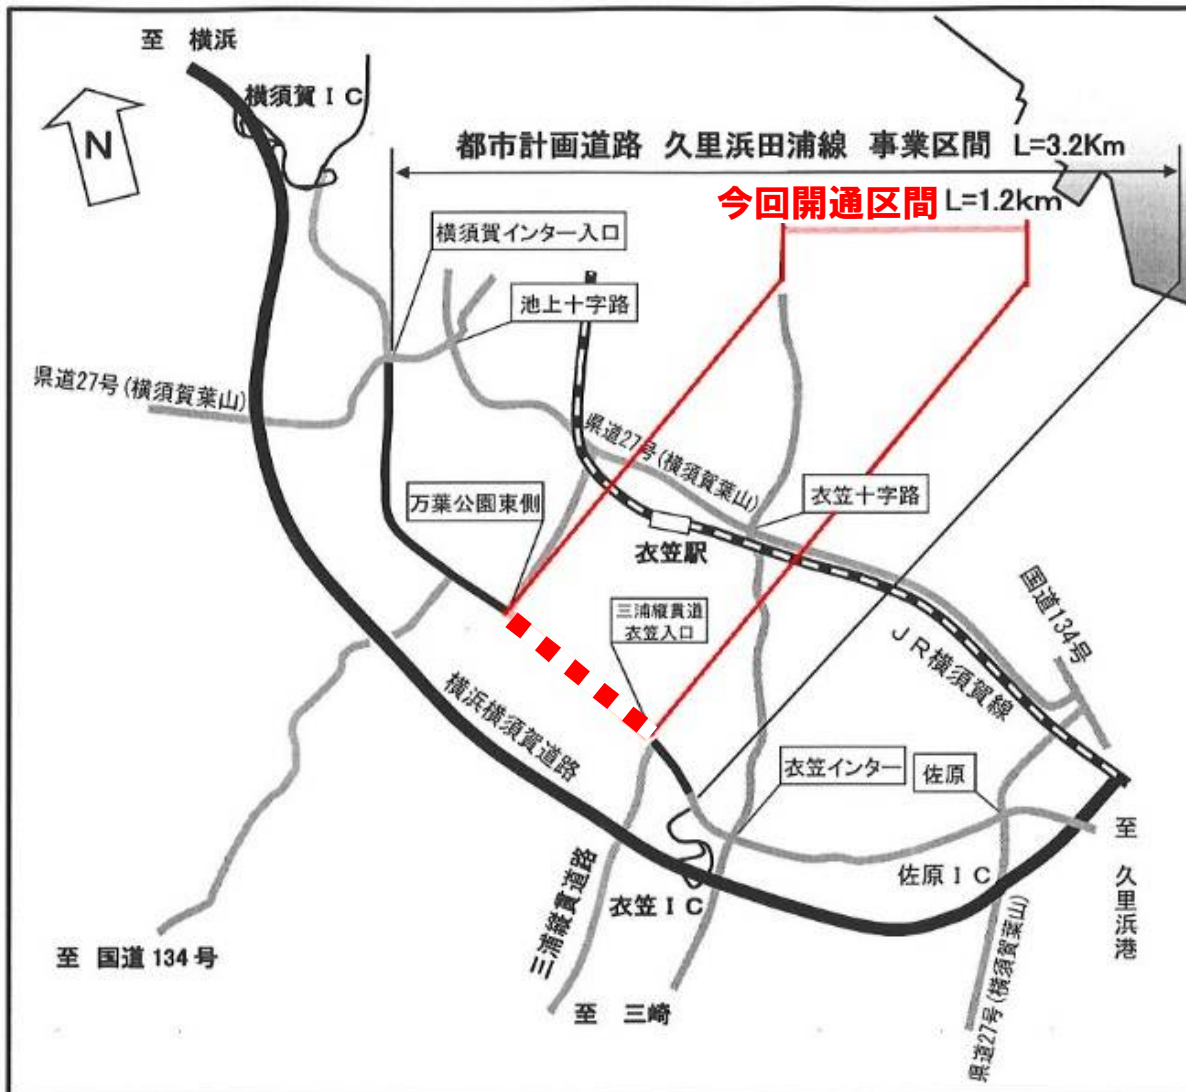 至 横浜
横須賀IC
N
都市計画道路 久里浜田浦線 事業区間 L=3.2Km
今回開通区間 L=1.2km
横須賀インター入口
池上十字路
県道27号(横須賀葉山)
県道27号(横須賀葉山)
万葉公園東側
衣笠十字路
衣笠駅
三浦縦貫道
衣笠入口
国道134号
JR横須賀線
横浜横須賀道路
衣笠インター
佐原
至 久里浜港
佐原IC
衣笠IC
三浦縦貫道路
県道27号(横須賀葉山)
至 国道134号
至 三崎